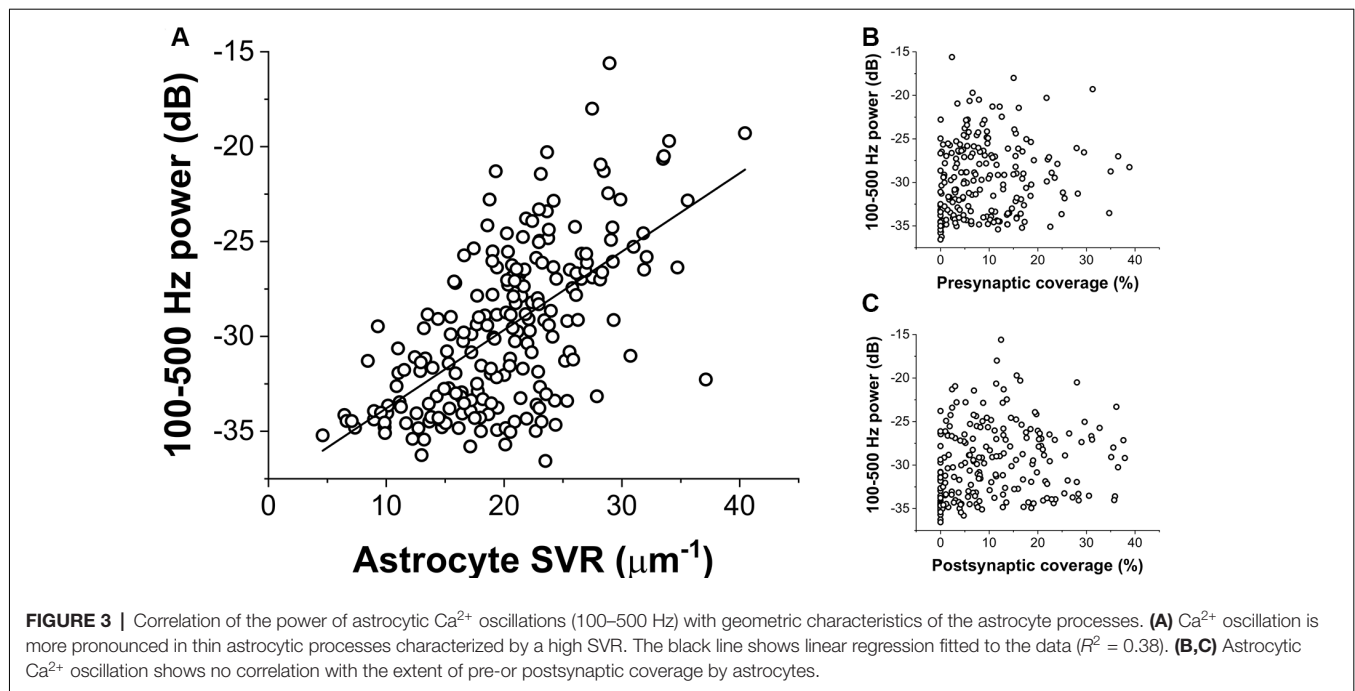 A
-15
-20
-25
-30
-35
100-500 Hz power (dB)
0 10 20 30 40
Astrocyte SVR (μm⁻¹)
B
-15
-20
-25
-30
-35
100-500 Hz power (dB)
0 10 20 30 40
Presynaptic coverage (%)
C
-15
-20
-25
-30
-35
100-500 Hz power (dB)
0 10 20 30 40
Postsynaptic coverage (%)
FIGURE 3 | Correlation of the power of astrocytic Ca²⁺ oscillations (100–500 Hz) with geometric characteristics of the astrocyte processes. (A) Ca²⁺ oscillation is
more pronounced in thin astrocytic processes characterized by a high SVR. The black line shows linear regression fitted to the data (R² = 0.38). (B,C) Astrocytic
Ca²⁺ oscillation shows no correlation with the extent of pre-or postsynaptic coverage by astrocytes.